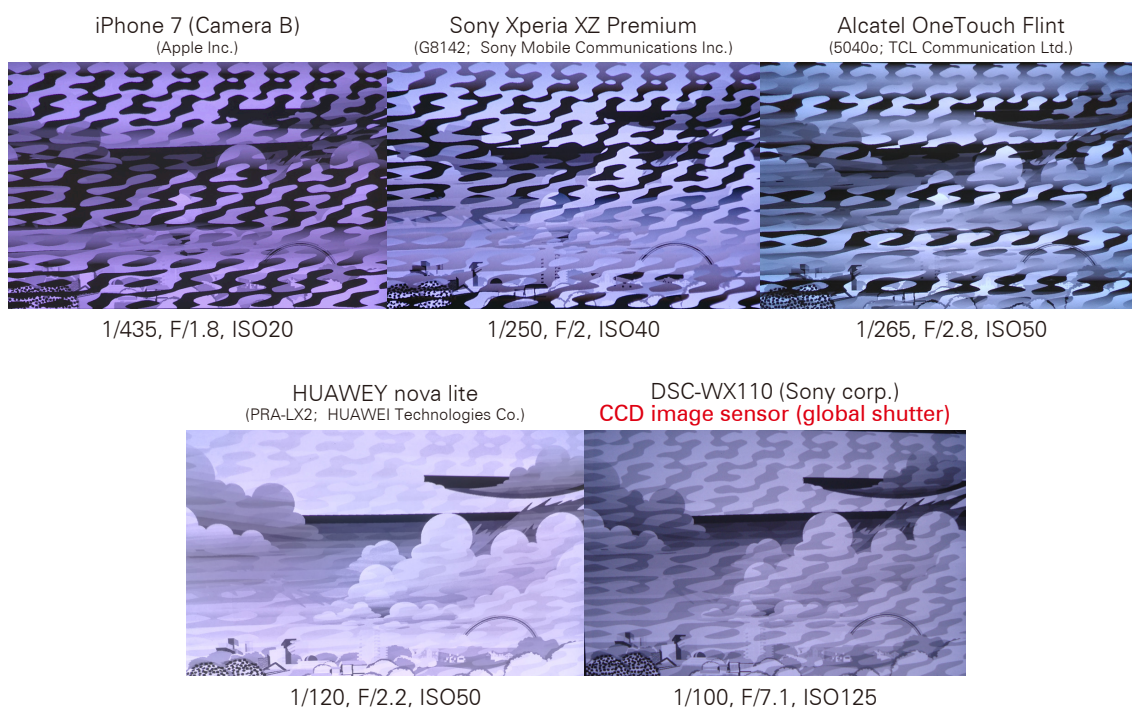 iPhone 7 (Camera B)
(Apple Inc.)
1/435, F/1.8, ISO20
Sony Xperia XZ Premium
(G8142; Sony Mobile Communications Inc.)
1/250, F/2, ISO40
Alcatel OneTouch Flint
(5040o; TCL Communication Ltd.)
1/265, F/2.8, ISO50
HUAWEY nova lite
(PRA-LX2; HUAWEI Technologies Co.)
1/120, F/2.2, ISO50
DSC-WX110 (Sony corp.)
CCD image sensor (global shutter)
1/100, F/7.1, ISO125